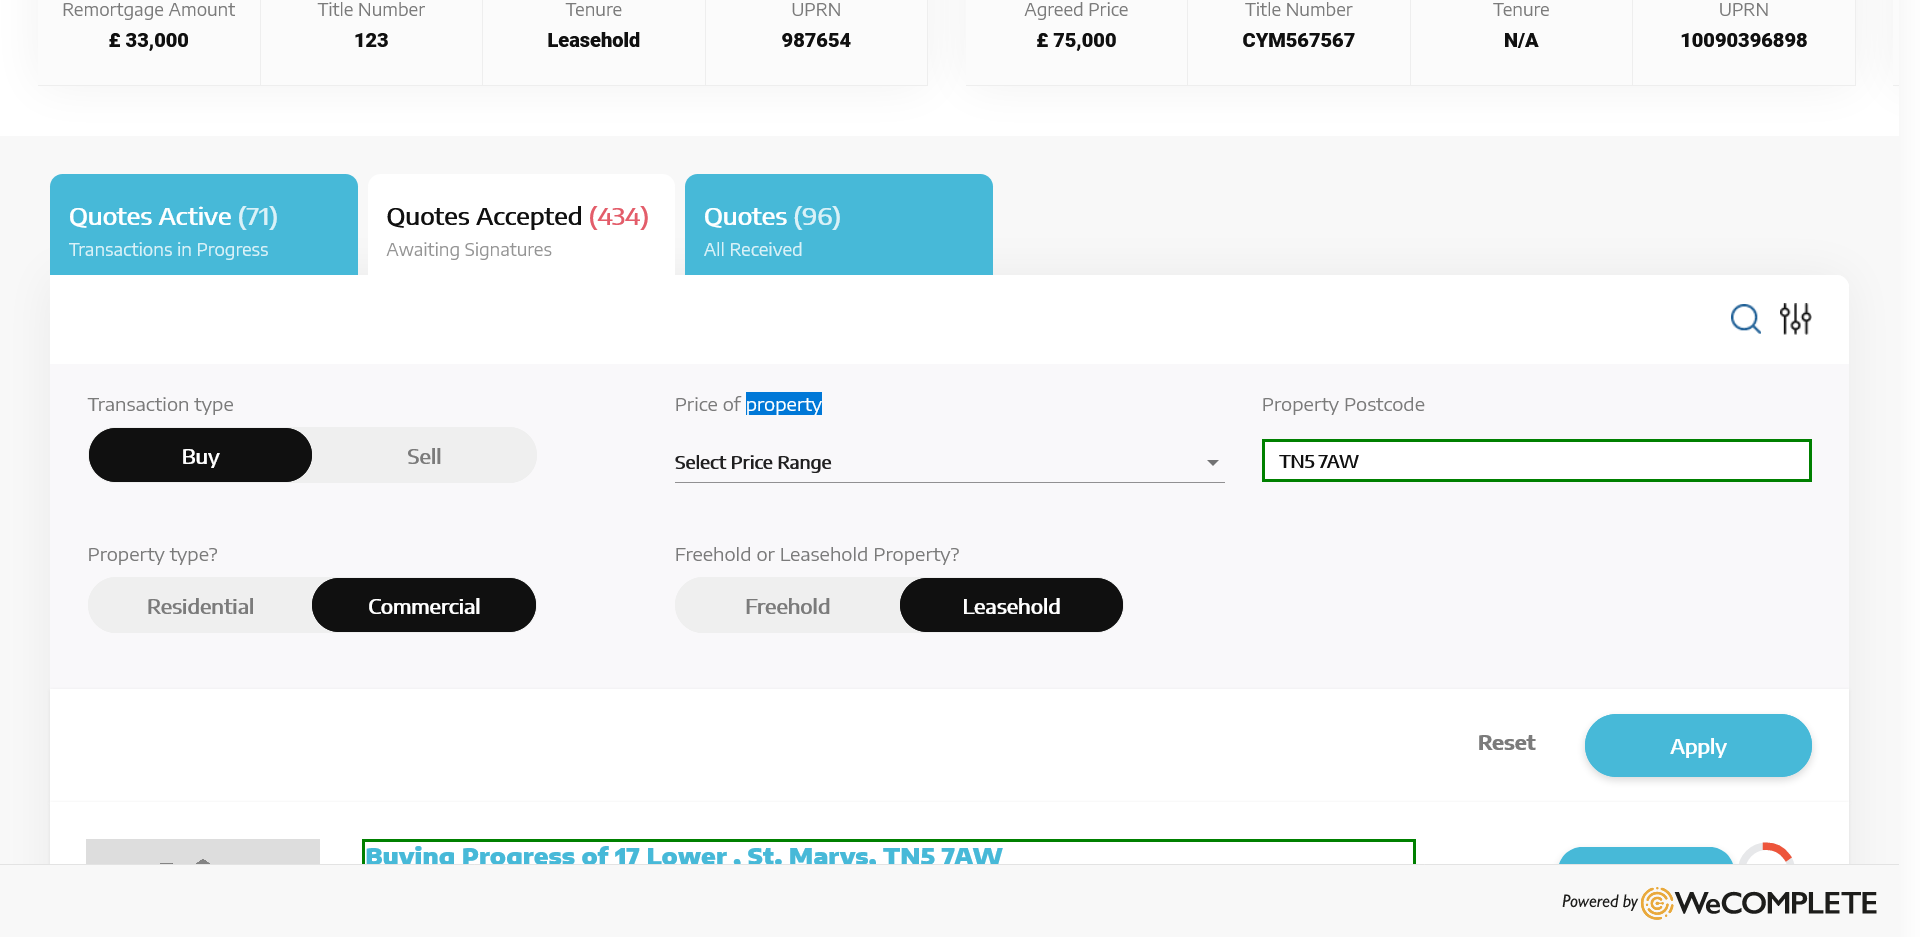 Remortgage Amount Title Number Tenure UPRN Agreed Price Title Number Tenure UPRN
£ 33,000 123 Leasehold 987654 £ 75,000 CYM567567 N/A 10090396898
Quotes Active (71) Quotes Accepted (434) Quotes (96)
Transactions in Progress Awaiting Signatures All Received
Transaction type Price of property Property Postcode
Buy Sell Select Price Range TN5 7AW
Property type? Freehold or Leasehold Property?
Residential Commercial Freehold Leasehold
Reset Apply
Buying Progress of 17 Lower , St. Marys, TN5 7AW
Powered by WeCOMPLETE